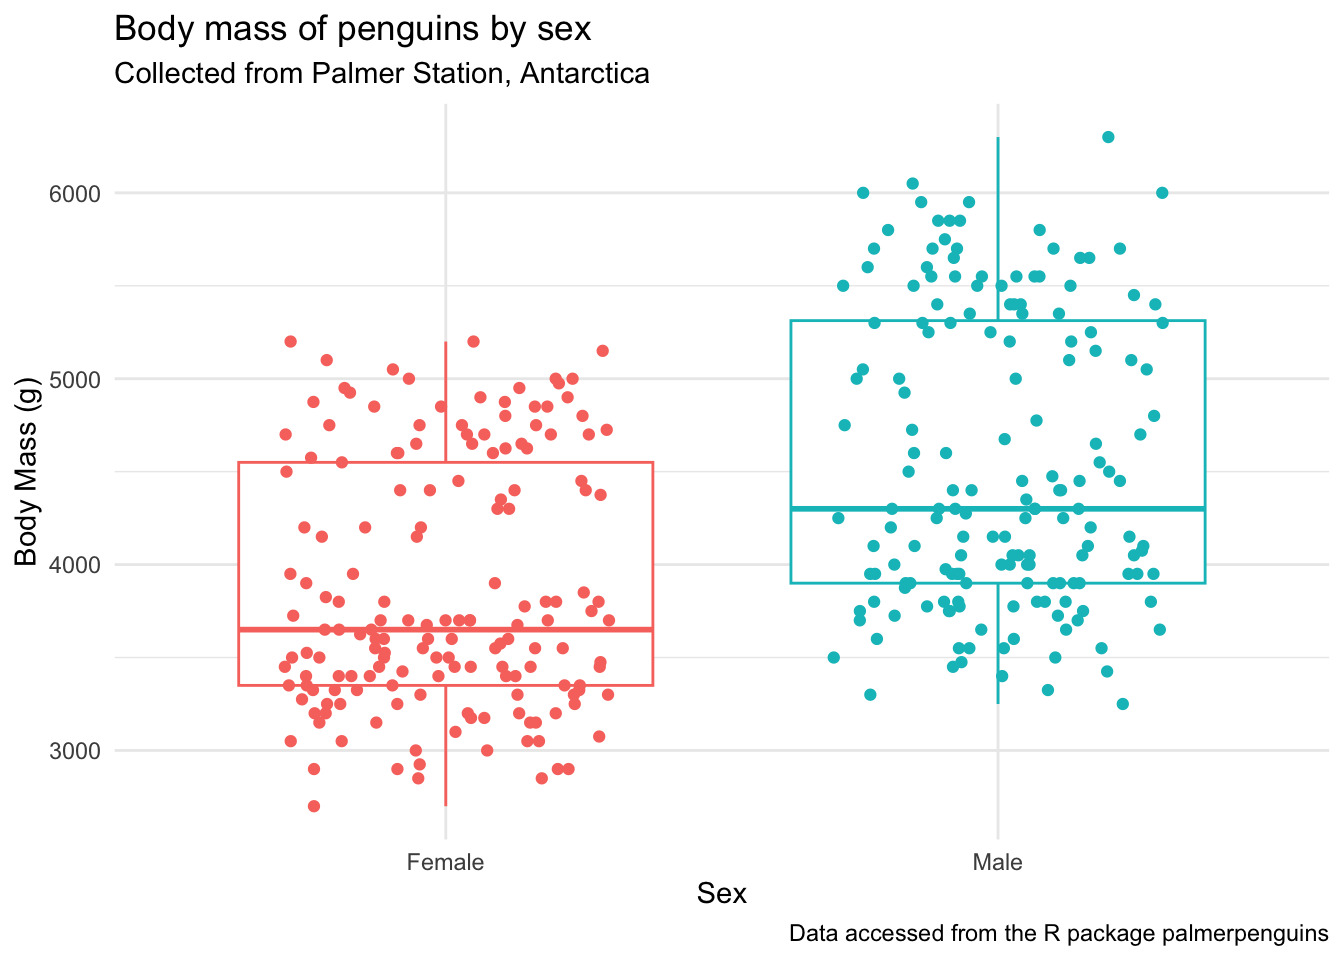 Body mass of penguins by sex
Collected from Palmer Station, Antarctica
6000
5000
4000
3000
Body Mass (g)
Female
Male
Sex
Data accessed from the R package palmerpenguins